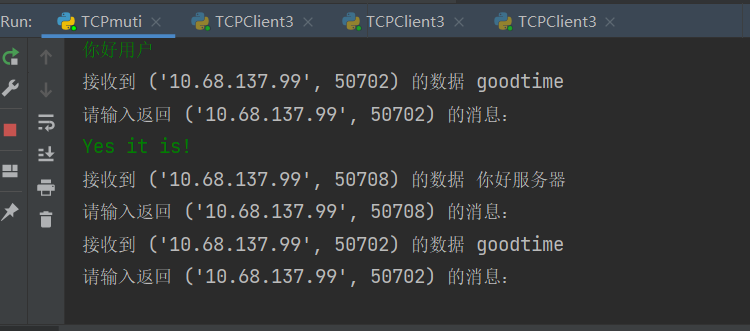 Run: TCPmuti TCPClient3 TCPClient3 TCPClient3
你好用户
接收到 ('10.68.137.99', 50702) 的数据 goodtime
请输入返回 ('10.68.137.99', 50702) 的消息:
Yes it is!
接收到 ('10.68.137.99', 50708) 的数据 你好服务器
请输入返回 ('10.68.137.99', 50708) 的消息:
接收到 ('10.68.137.99', 50702) 的数据 goodtime
请输入返回 ('10.68.137.99', 50702) 的消息: